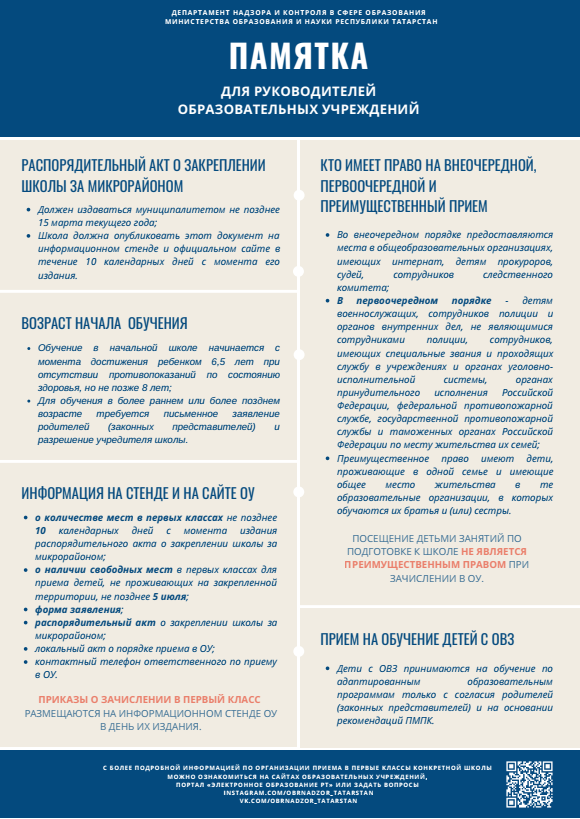 ДЕПАРТАМЕНТ НАДЗОРА И КОНТРОЛЯ В СФЕРЕ ОБРАЗОВАНИЯ
МИНИСТЕРСТВА ОБРАЗОВАНИЯ И НАУКИ РЕСПУБЛИКИ ТАТАРСТАН
ПАМЯТКА
ДЛЯ РУКОВОДИТЕЛЕЙ
ОБРАЗОВАТЕЛЬНЫХ УЧРЕЖДЕНИЙ
РАСПОРЯДИТЕЛЬНЫЙ АКТ О ЗАКРЕПЛЕНИИ
ШКОЛЫ ЗА МИКРОРАЙОНОМ
• Должен издаваться муниципалитетом не позднее
15 марта текущего года;
• Школа должна опубликовать этот документ на
информационном стенде и официальном сайте в
течение 10 календарных дней с момента его
издания.
ВОЗРАСТ НАЧАЛА ОБУЧЕНИЯ
• Обучение в начальной школе начинается с
момента достижения ребенком 6,5 лет при
отсутствии противопоказаний по состоянию
здоровья, но не позже 8 лет;
• Для обучения в более раннем или более позднем
возрасте требуется письменное заявление
родителей (законных представителей) и
разрешение учредителя школы.
ИНФОРМАЦИЯ НА СТЕНДЕ И НА САЙТЕ ОУ
• о количестве мест в первых классах не позднее
10 календарных дней с момента издания
распорядительного акта о закреплении школы за
микрорайоном;
• о наличии свободных мест в первых классах для
приема детей, не проживающих на закрепленной
территории, не позднее 5 июля;
• форма заявления;
• распорядительный акт о закреплении школы за
микрорайоном;
• локальный акт о порядке приема в ОУ;
• контактный телефон ответственного по приему
в ОУ.
ПРИКАЗЫ О ЗАЧИСЛЕНИИ В ПЕРВЫЙ КЛАСС
РАЗМЕЩАЮТСЯ НА ИНФОРМАЦИОННОМ СТЕНДЕ ОУ
В ДЕНЬ ИХ ИЗДАНИЯ.
КТО ИМЕЕТ ПРАВО НА ВНЕОЧЕРЕДНОЙ,
ПЕРВООЧЕРЕДНОЙ И
ПРЕИМУЩЕСТВЕННЫЙ ПРИЕМ
• Во внеочередном порядке предоставляются
места в общеобразовательных организациях,
имеющих интернат, детям прокуроров,
судей, сотрудников следственного
комитета;
• В первоочередном порядке - детям
военнослужащих, сотрудников полиции и
органов внутренних дел, не являющимися
сотрудниками полиции, сотрудников,
имеющих специальные звания и проходящих
службу в учреждениях и органах уголовно-
исполнительной системы, органах
принудительного исполнения Российской
Федерации, федеральной противопожарной
службе, государственной противопожарной
службы и таможенных органах Российской
Федерации по месту жительства их семей;
• Преимущественное право имеют дети,
проживающие в одной семье и имеющие
общее место жительства в те
образовательные организации, в которых
обучаются их братья и (или) сестры.
ПОСЕЩЕНИЕ ДЕТЬМИ ЗАНЯТИЙ ПО
ПОДГОТОВКЕ К ШКОЛЕ НЕ ЯВЛЯЕТСЯ
ПРЕИМУЩЕСТВЕННЫМ ПРАВОМ ПРИ
ЗАЧИСЛЕНИИ В ОУ.
ПРИЕМ НА ОБУЧЕНИЕ ДЕТЕЙ С ОВЗ
• Дети с ОВЗ принимаются на обучение по
адаптированным образовательным
программам только с согласия родителей
(законных представителей) и на основании
рекомендаций ПМПК.
С БОЛЕЕ ПОДРОБНОЙ ИНФОРМАЦИЕЙ ПО ОРГАНИЗАЦИИ ПРИЕМА В ПЕРВЫЕ КЛАССЫ КОНКРЕТНОЙ ШКОЛЫ
МОЖНО ОЗНАКОМИТЬСЯ НА САЙТАХ ОБРАЗОВАТЕЛЬНЫХ УЧРЕЖДЕНИЙ,
ПОРТАЛ «ЭЛЕКТРОННОЕ ОБРАЗОВАНИЕ РТ» ИЛИ ЗАДАТЬ ВОПРОСЫ
INSTAGRAM.COM/OBRNADZOR_TATARSTAN
VK.COM/OBRNADZOR_TATARSTAN